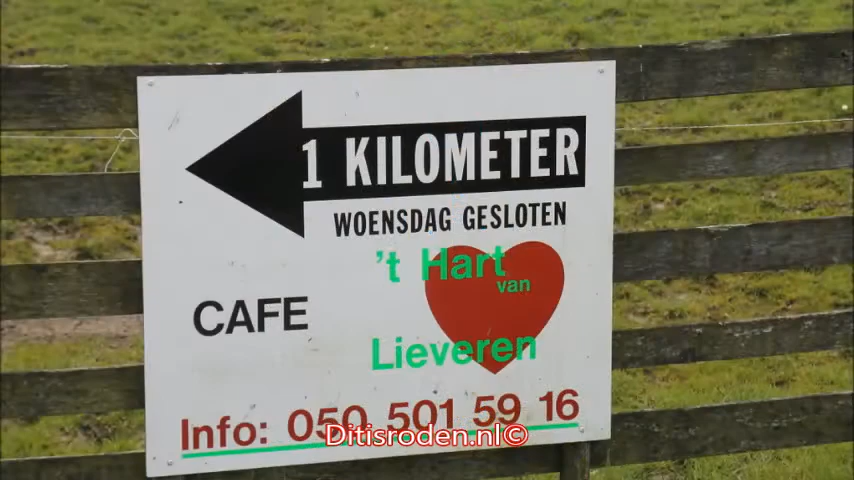 1 KILOMETER
WOENSDAG GESLOTEN
't Hart
van
CAFE
Lieveren
Info: 050 501 59 16
Ditisroden.nl©